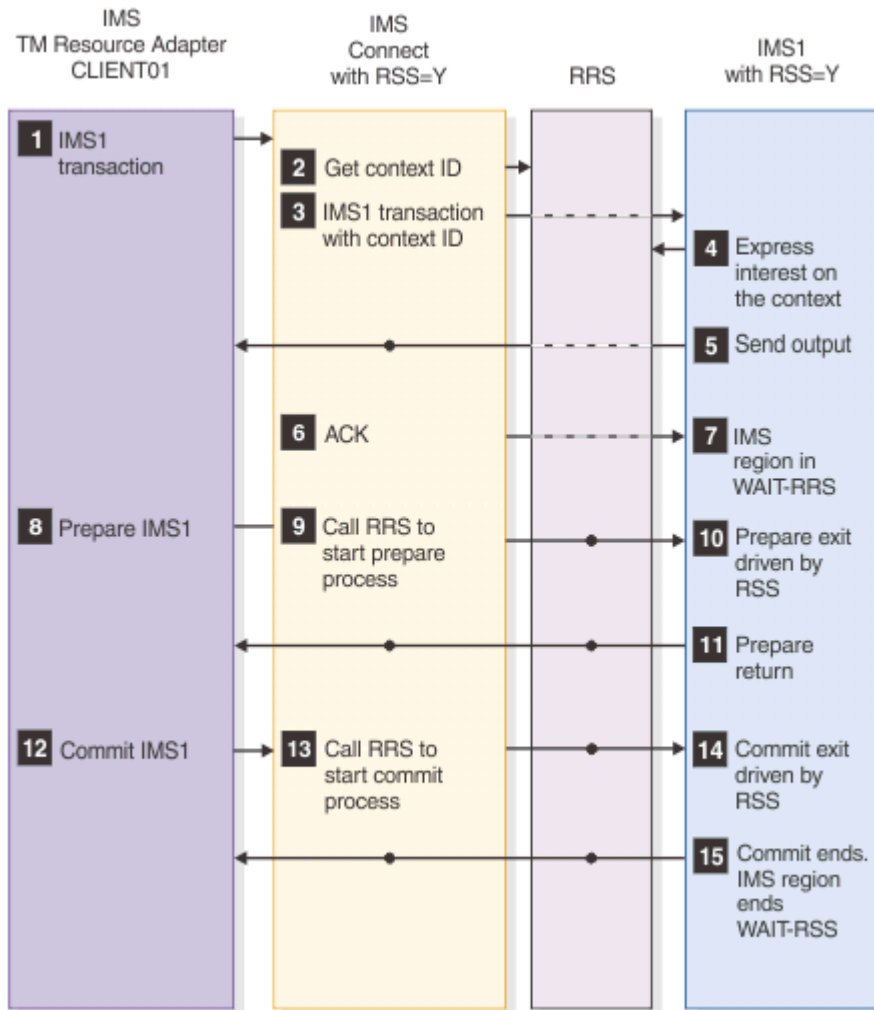 IMS
TM Resource Adapter
CLIENT01
IMS
Connect
with RSS=Y
RRS
IMS1
with RSS=Y
1 IMS1
transaction
2 Get context ID
3 IMS1 transaction
with context ID
4 Express
interest on
the context
5 Send output
6 ACK
7 IMS
region in
WAIT-RRS
8 Prepare IMS1
9 Call RRS to
start prepare
process
10 Prepare exit
driven by
RSS
11 Prepare
return
12 Commit IMS1
13 Call RRS to
start commit
process
14 Commit exit
driven by
RSS
15 Commit ends.
IMS region
ends
WAIT-RSS